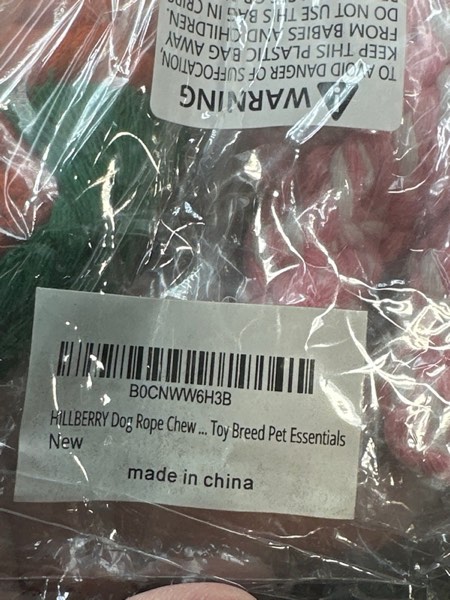 WARNING
TO AVOID DANGER OF SUFFOCATION,
KEEP THIS PLASTIC BAG AWAY
FROM BABIES AND CHILDREN.
DO NOT USE THIS BAG IN CRIBS
B0CNWW6H3B
HILLBERRY Dog Rope Chew ... Toy Breed Pet Essentials
New
made in china